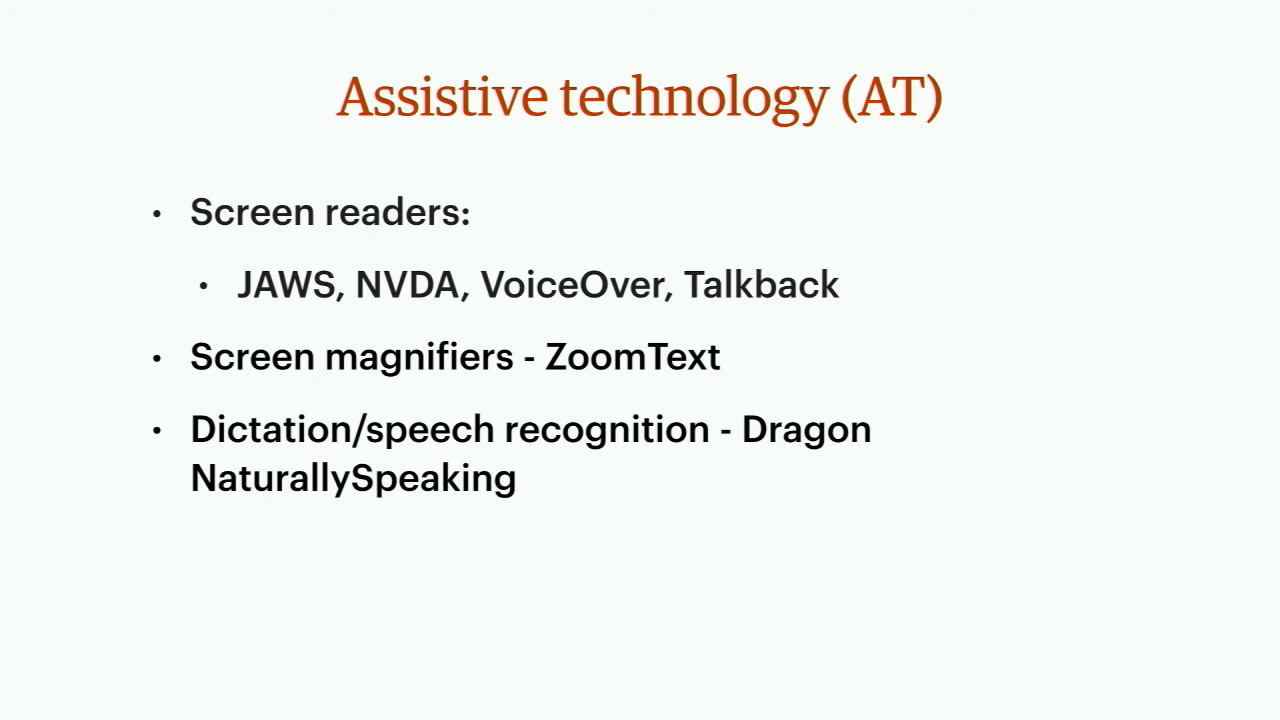 Assistive technology (AT)
• Screen readers:
• JAWS, NVDA, VoiceOver, Talkback
• Screen magnifiers - ZoomText
• Dictation/speech recognition - Dragon
NaturallySpeaking